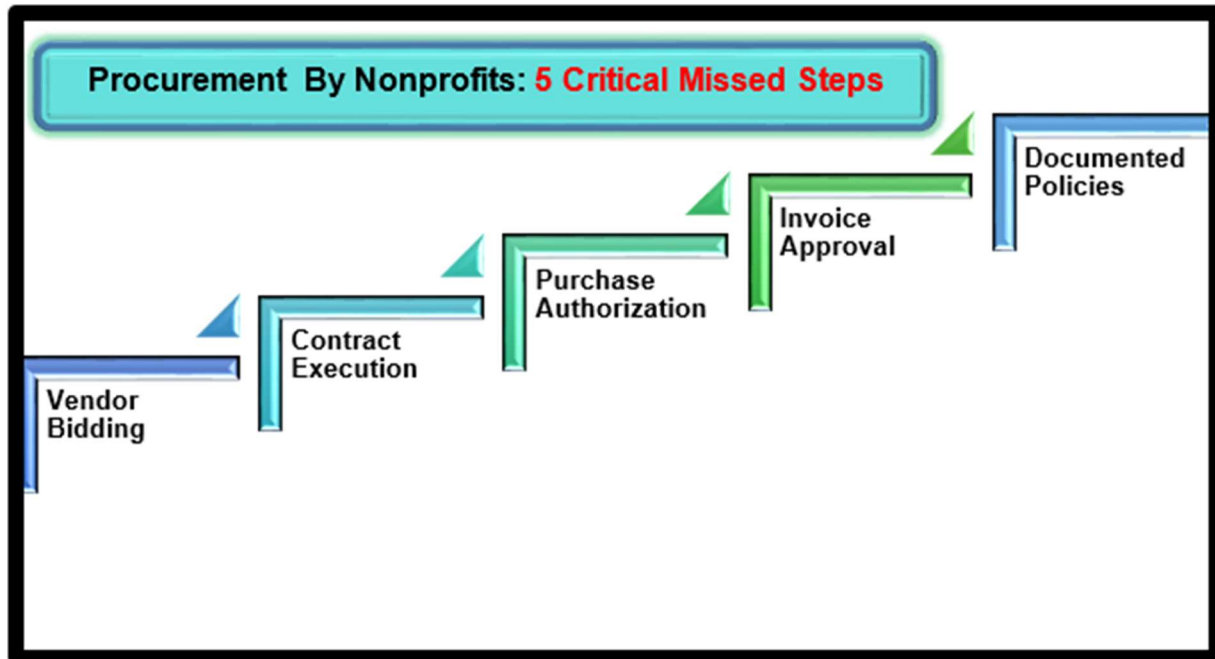 Procurement By Nonprofits: 5 Critical Missed Steps
Vendor
Bidding
Contract
Execution
Purchase
Authorization
Invoice
Approval
Documented
Policies